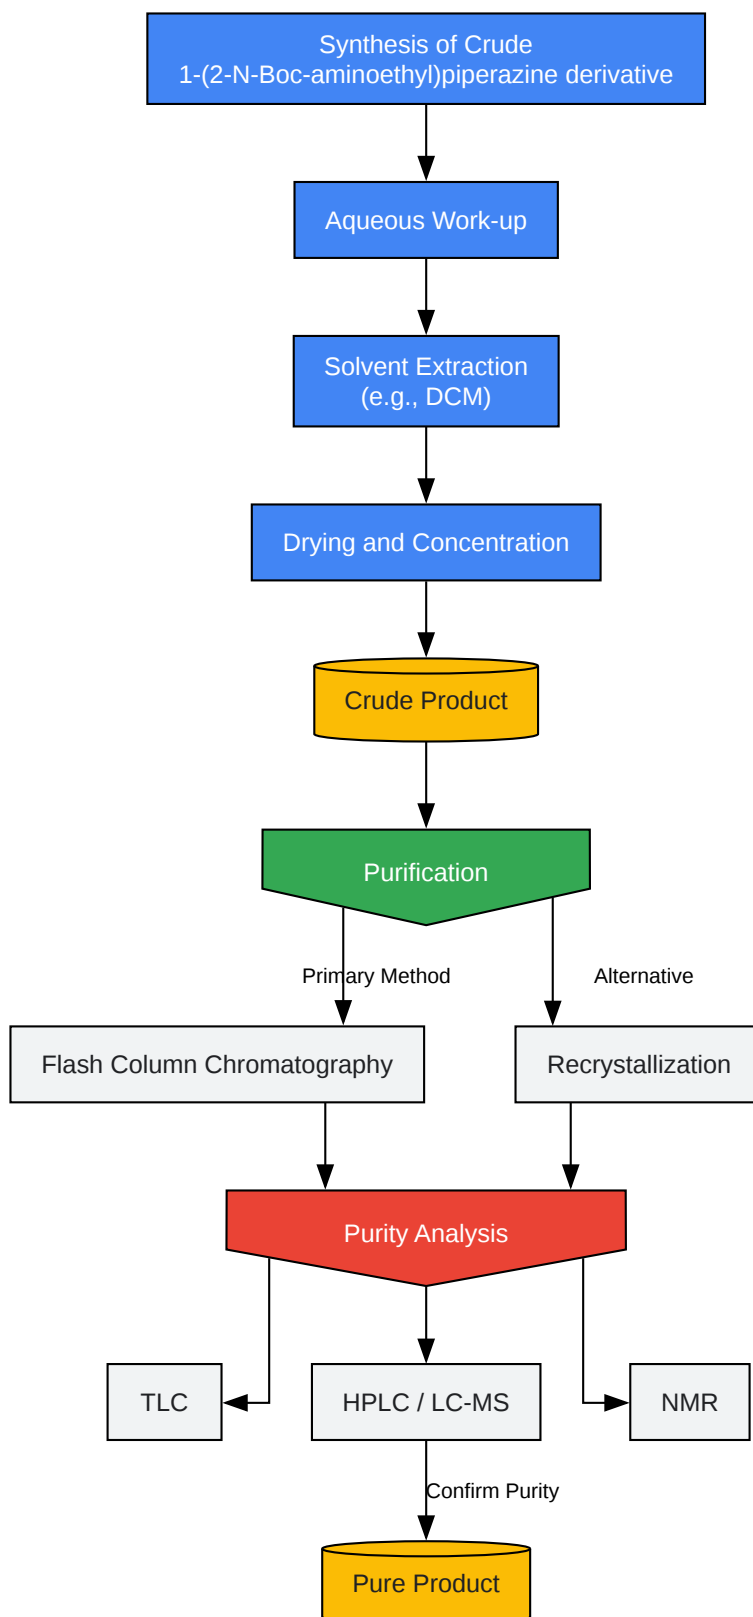 Synthesis of Crude
1-(2-N-Boc-aminoethyl)piperazine derivative
Aqueous Work-up
Solvent Extraction
(e.g., DCM)
Drying and Concentration
Crude Product
Purification
Primary Method
Alternative
Flash Column Chromatography
Recrystallization
Purity Analysis
TLC
HPLC / LC-MS
NMR
Confirm Purity
Pure Product